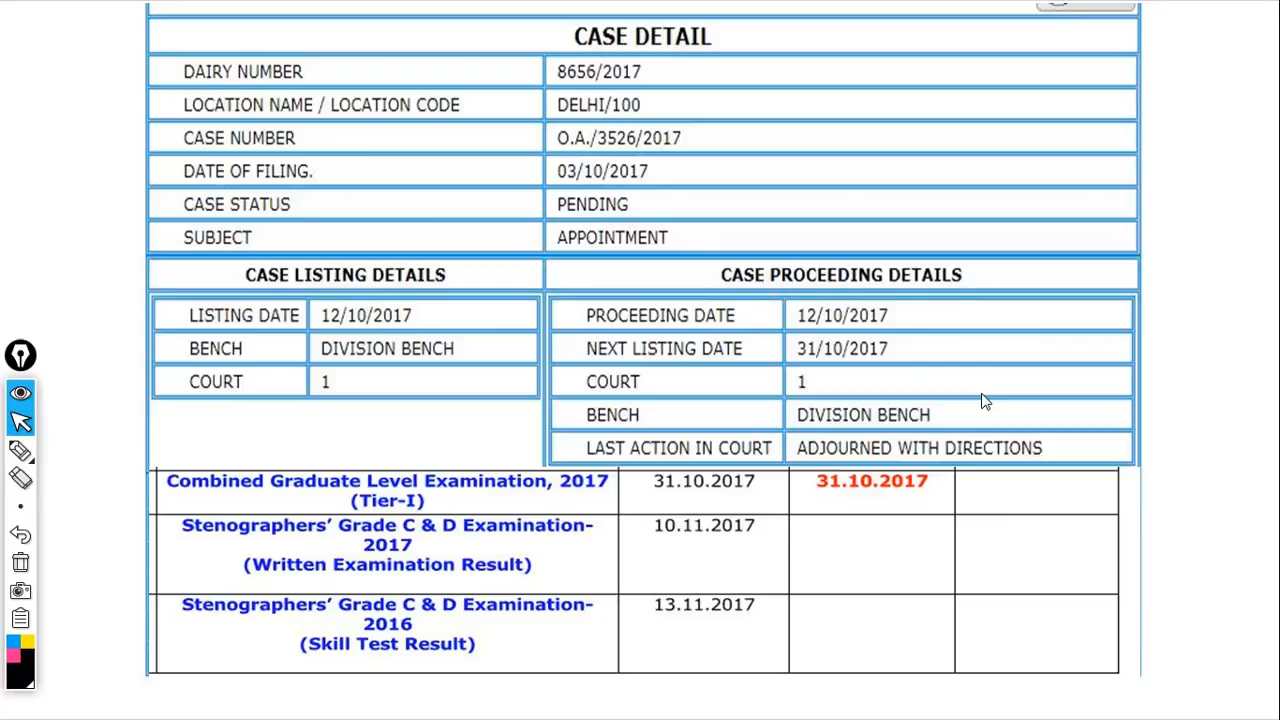 CASE DETAIL
DAIRY NUMBER 8656/2017
LOCATION NAME / LOCATION CODE DELHI/100
CASE NUMBER O.A./3526/2017
DATE OF FILING. 03/10/2017
CASE STATUS PENDING
SUBJECT APPOINTMENT
CASE LISTING DETAILS
LISTING DATE 12/10/2017
BENCH DIVISION BENCH
COURT 1
CASE PROCEEDING DETAILS
PROCEEDING DATE 12/10/2017
NEXT LISTING DATE 31/10/2017
COURT 1
BENCH DIVISION BENCH
LAST ACTION IN COURT ADJOURNED WITH DIRECTIONS
Combined Graduate Level Examination, 2017 31.10.2017 31.10.2017
(Tier-I)
Stenographers’ Grade C & D Examination- 10.11.2017
2017
(Written Examination Result)
Stenographers’ Grade C & D Examination- 13.11.2017
2016
(Skill Test Result)